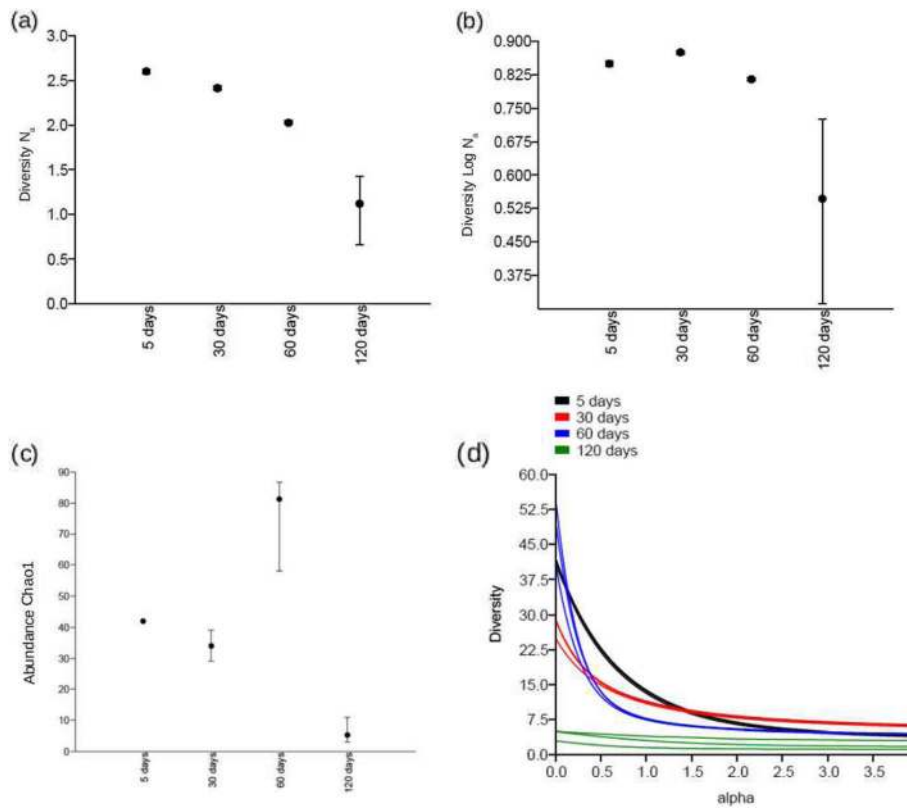 (a)
3.0
2.5
2.0
1.5
1.0
0.5
0.0
Diversity Nₐ
5 days
30 days
60 days
120 days
(b)
0.900
0.825
0.750
0.675
0.600
0.525
0.450
0.375
Diversity Log Nₐ
5 days
30 days
60 days
120 days
(c)
90
80
70
60
50
40
30
20
10
0
Abundance Chao1
5 days
30 days
60 days
120 days
5 days
30 days
60 days
120 days
(d)
60.0
52.5
45.0
37.5
30.0
22.5
15.0
7.5
0.0
Diversity
0.0 0.5 1.0 1.5 2.0 2.5 3.0 3.5
alpha